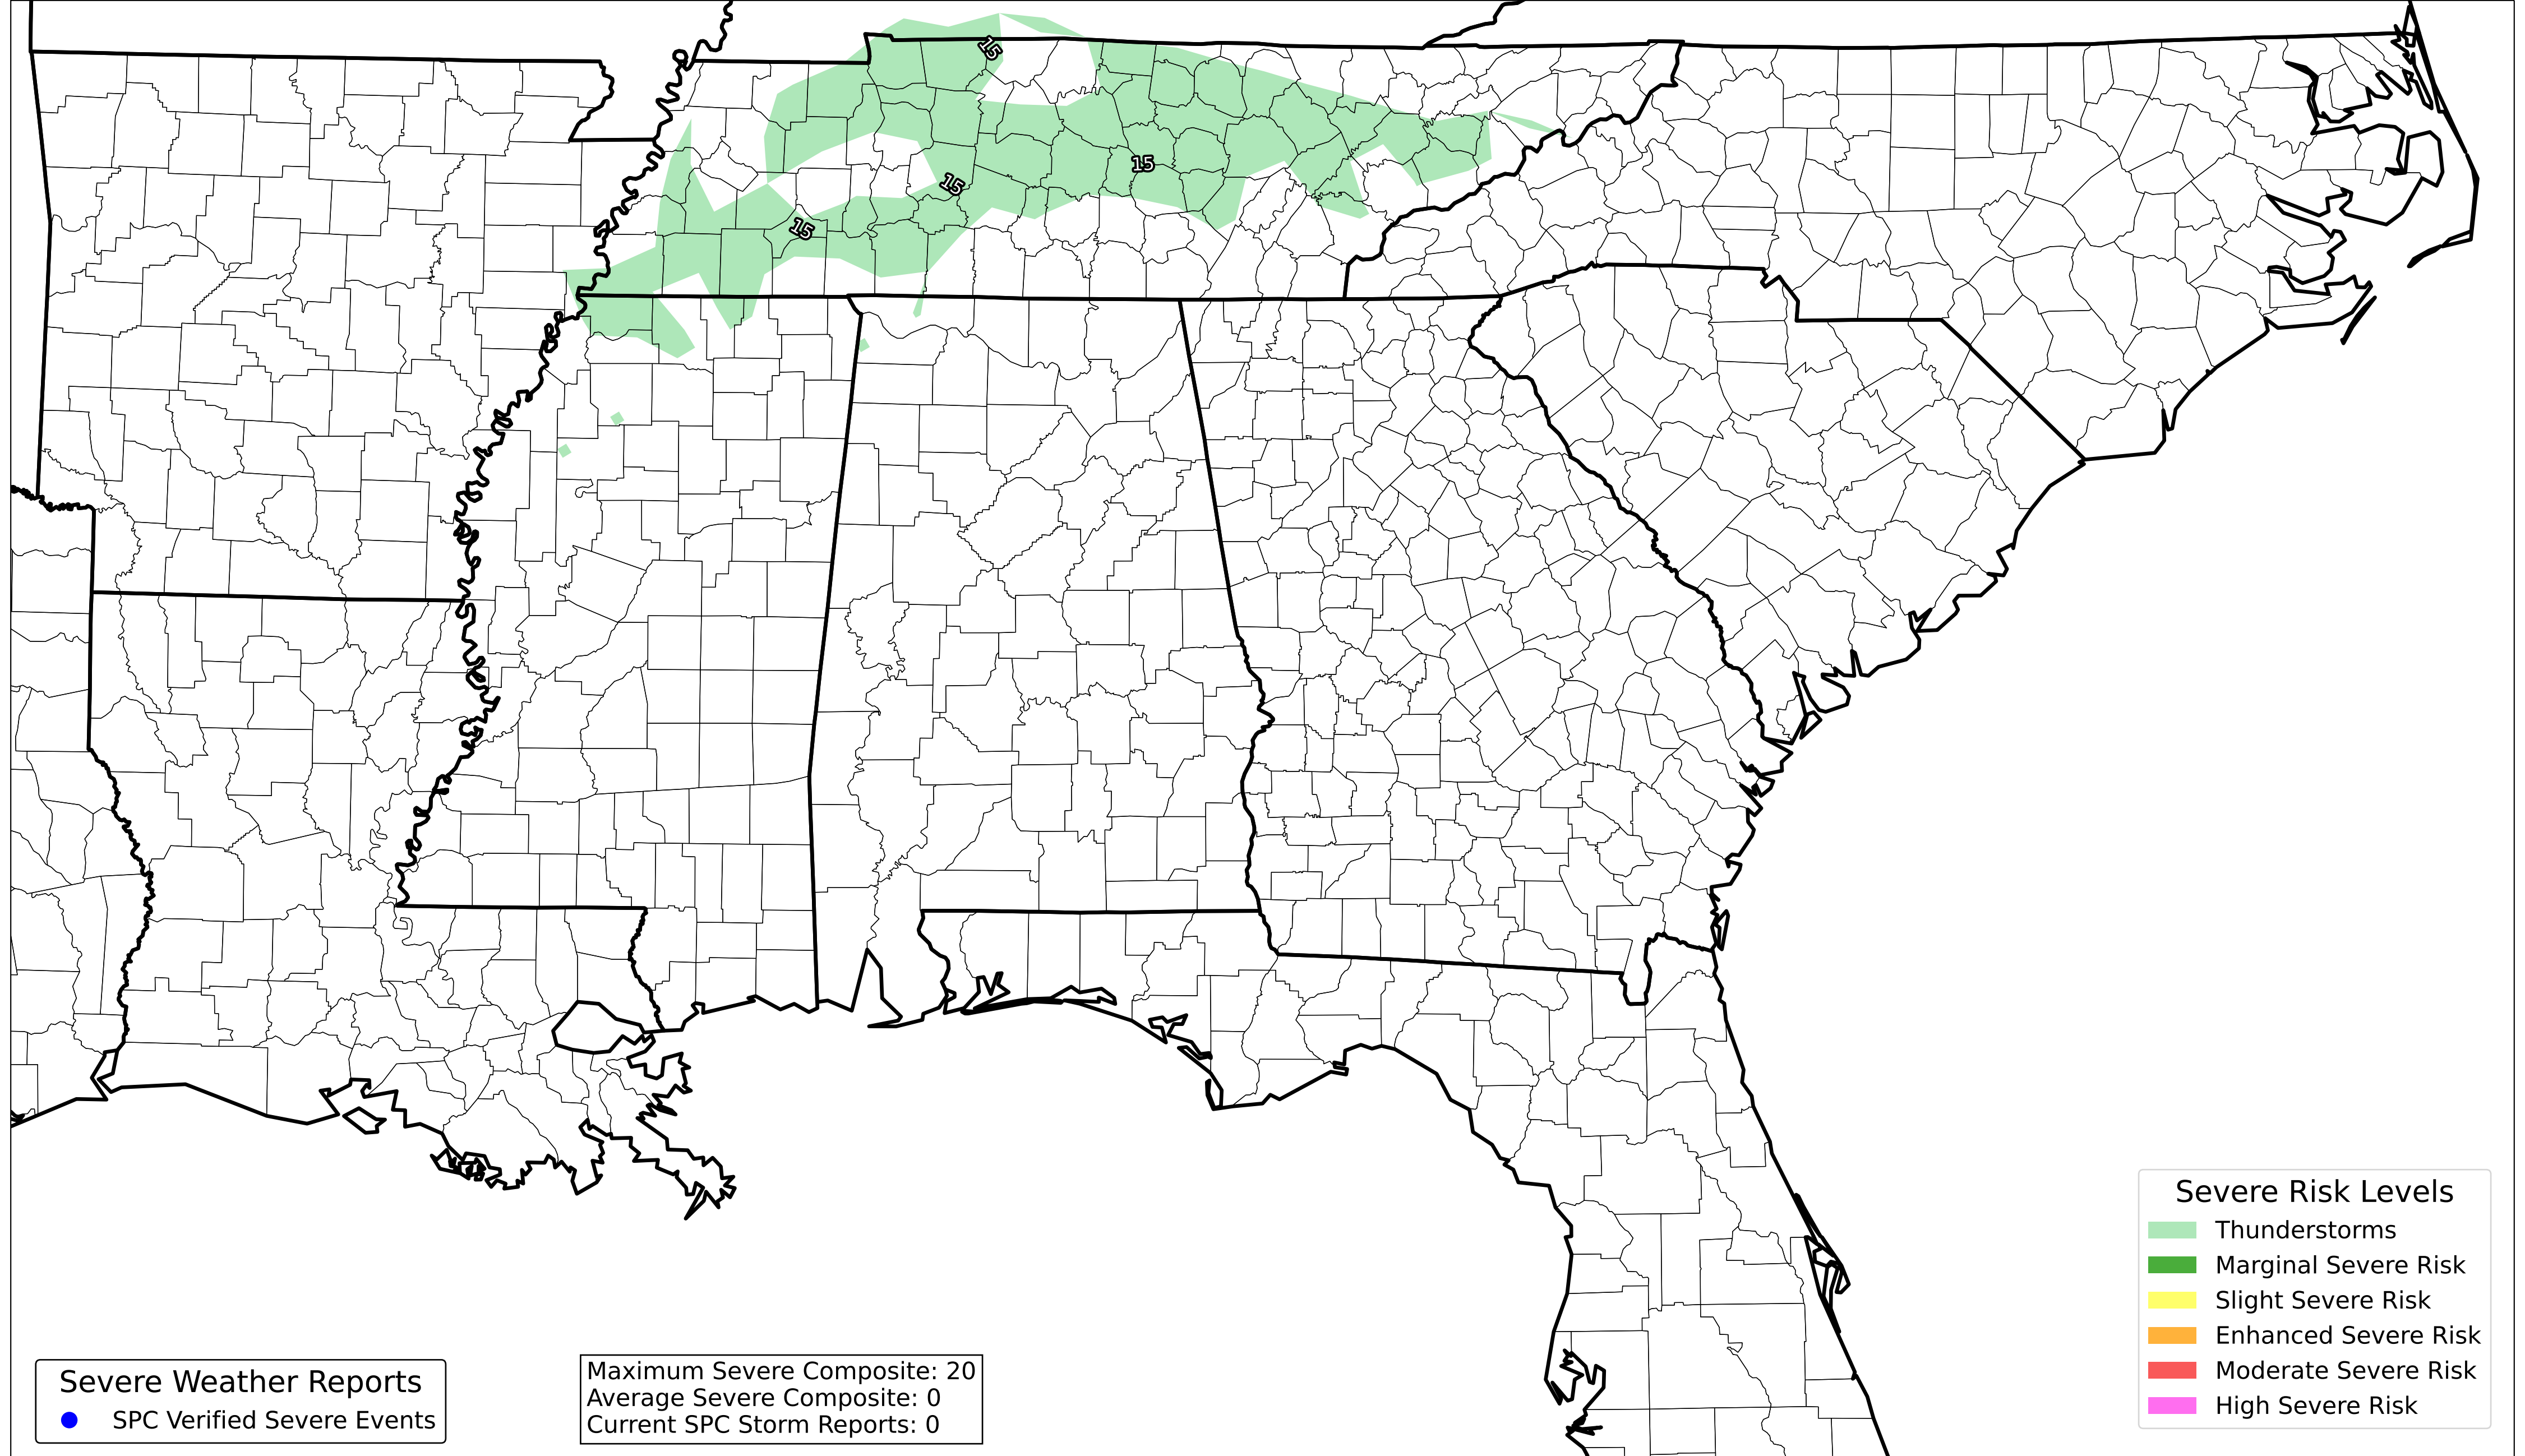 15
15
15
15
Severe Risk Levels
Thunderstorms
Marginal Severe Risk
Slight Severe Risk
Enhanced Severe Risk
Moderate Severe Risk
High Severe Risk
Severe Weather Reports
SPC Verified Severe Events
Maximum Severe Composite: 20
Average Severe Composite: 0
Current SPC Storm Reports: 0